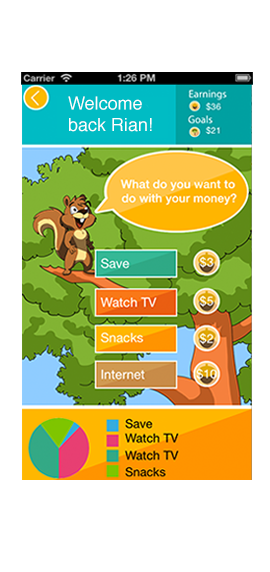 Carrier 1:26 PM
Welcome
back Rian!
Earnings
$36
Goals
$21
What do you want to
do with your money?
Save $3
Watch TV $5
Snacks $2
Internet $10
Save
Watch TV
Watch TV
Snacks